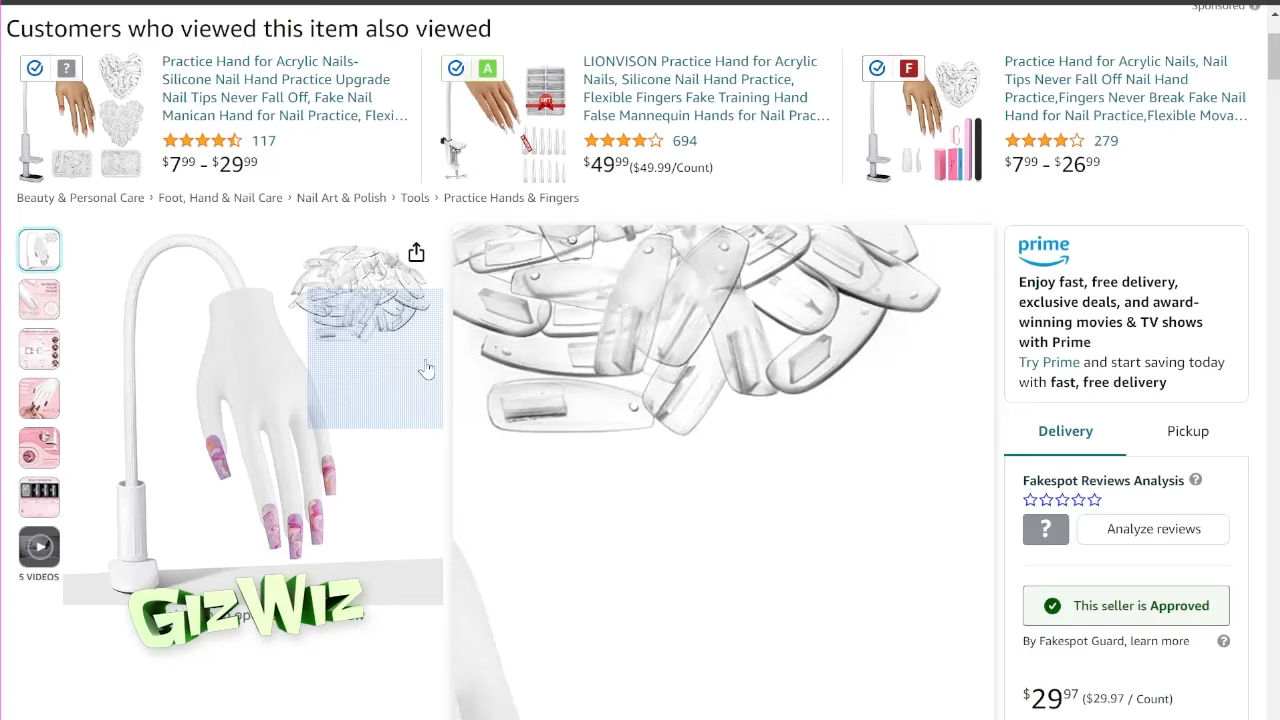 Sponsored
Customers who viewed this item also viewed
?
Practice Hand for Acrylic Nails-
Silicone Nail Hand Practice Upgrade
Nail Tips Never Fall Off, Fake Nail
Manican Hand for Nail Practice, Flexi...
117
$7.99 - $29.99
A
LIONVISON Practice Hand for Acrylic
Nails, Silicone Nail Hand Practice,
Flexible Fingers Fake Training Hand
False Mannequin Hands for Nail Prac...
694
$49.99 ($49.99/Count)
F
Practice Hand for Acrylic Nails, Nail
Tips Never Fall Off Nail Hand
Practice,Fingers Never Break Fake Nail
Hand for Nail Practice,Flexible Mova...
279
$7.99 - $26.99
Beauty & Personal Care › Foot, Hand & Nail Care › Nail Art & Polish › Tools › Practice Hands & Fingers
5 VIDEOS
GizWiz
prime
Enjoy fast, free delivery,
exclusive deals, and award-
winning movies & TV shows
with Prime
Try Prime and start saving today
with fast, free delivery
Delivery
Pickup
Fakespot Reviews Analysis ?
?
Analyze reviews
This seller is Approved
By Fakespot Guard, learn more ?
$29.97 ($29.97 / Count)